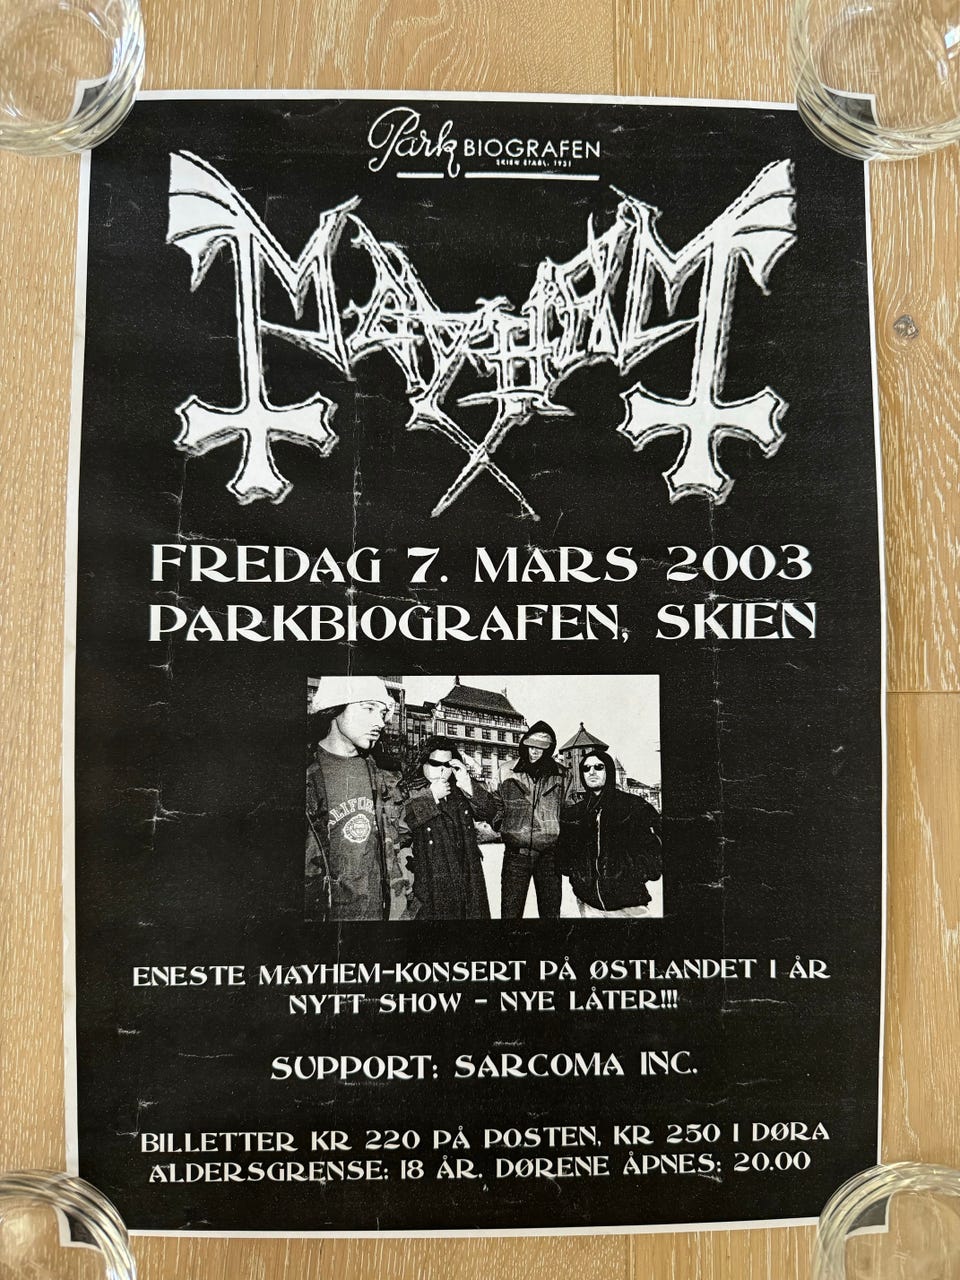 Park BIOGRAFEN
SKIEN ETABL. 1931
MAYHEM
FREDAG 7. MARS 2003
PARKBIOGRAFEN, SKIEN
ALIFOR
ENESTE MAYHEM-KONSERT PÅ ØSTLANDET I ÅR
NYTT SHOW - NYE LÅTER!!!
SUPPORT: SARCOMA INC.
BILLETTER KR 220 PÅ POSTEN, KR 250 I DØRA
ALDERSGRENSE: 18 ÅR. DØRENE ÅPNES: 20.00